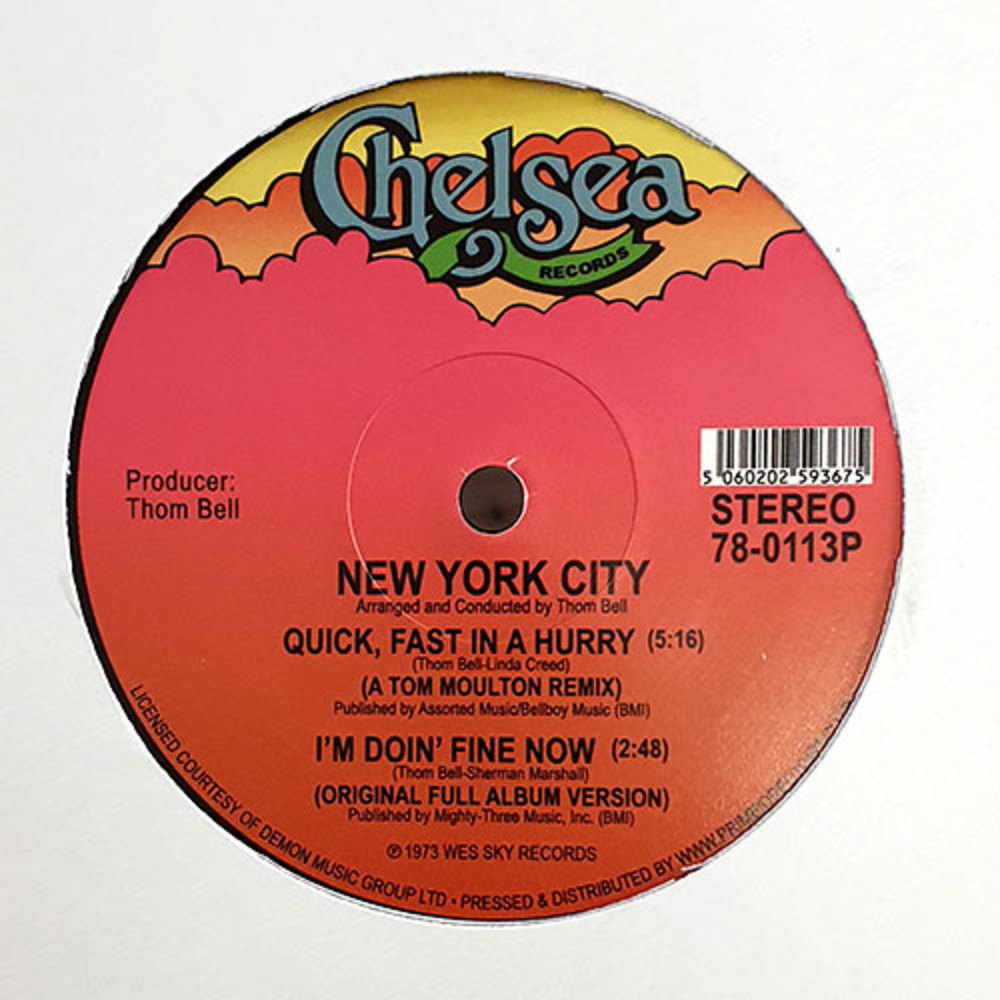 Chelsea
RECORDS
Producer:
Thom Bell
5 060202 593675
STEREO
78-0113P
NEW YORK CITY
Arranged and Conducted by Thom Bell
QUICK, FAST IN A HURRY (5:16)
(Thom Bell-Linda Creed)
(A TOM MOULTON REMIX)
Published by Assorted Music/Bellboy Music (BMI)
I'M DOIN' FINE NOW (2:48)
(Thom Bell-Sherman Marshall)
(ORIGINAL FULL ALBUM VERSION)
Published by Mighty-Three Music, Inc. (BMI)
℗ 1973 WES SKY RECORDS
LICENSED COURTESY OF DEMON MUSIC GROUP LTD • PRESSED & DISTRIBUTED BY